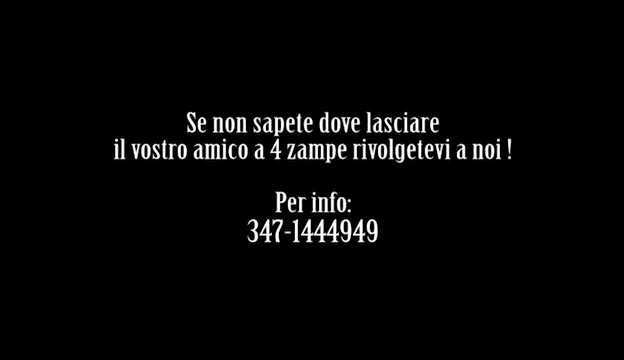 Se non sapete dove lasciare
il vostro amico a 4 zampe rivolgetevi a noi !
Per info:
347-1444949